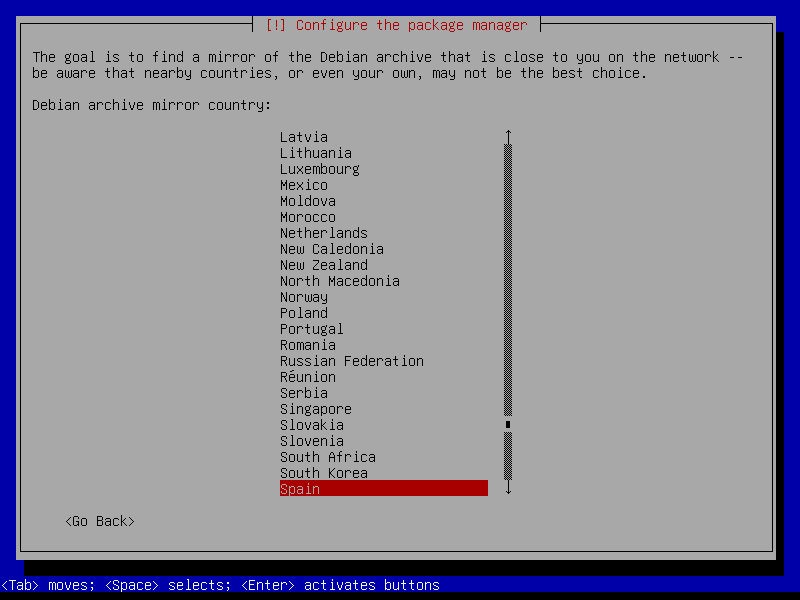 [!] Configure the package manager
The goal is to find a mirror of the Debian archive that is close to you on the network --
be aware that nearby countries, or even your own, may not be the best choice.
Debian archive mirror country:
Latvia
Lithuania
Luxembourg
Mexico
Moldova
Morocco
Netherlands
New Caledonia
New Zealand
North Macedonia
Norway
Poland
Portugal
Romania
Russian Federation
Réunion
Serbia
Singapore
Slovakia
Slovenia
South Africa
South Korea
Spain
<Go Back>
<Tab> moves; <Space> selects; <Enter> activates buttons